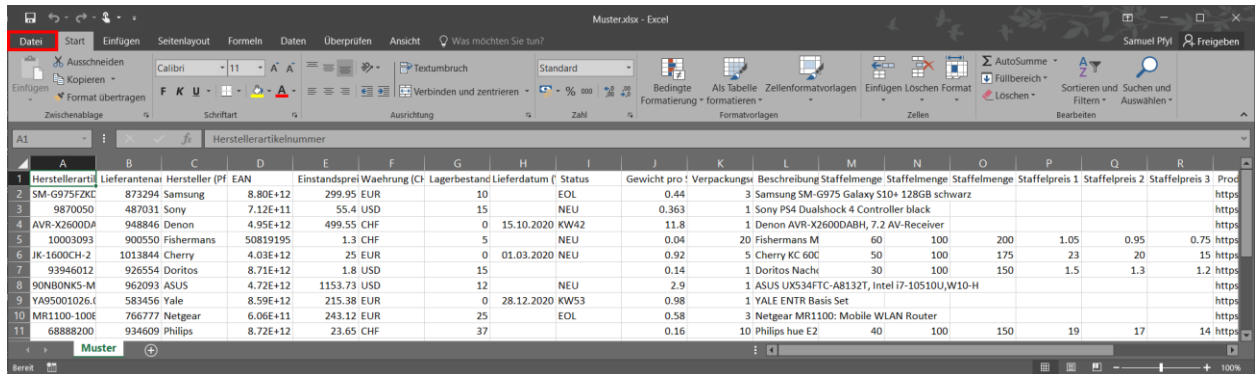 Muster.xlsx - Excel
Datei Start Einfügen Seitenlayout Formeln Daten Überprüfen Ansicht Was möchten Sie tun? Samuel Pfyl Freigeben
Ausschneiden
Kopieren
Format übertragen
Einfügen
Zwischenablage
Calibri 11
F K U
Schriftart
Textumbruch
Verbinden und zentrieren
Ausrichtung
Standard
% 000
Zahl
Bedingte Formatierung
Als Tabelle formatieren
Zellenformatvorlagen
Formatvorlagen
Einfügen Löschen Format
Zellen
AutoSumme
Füllbereich
Löschen
Sortieren und Filtern
Suchen und Auswählen
Bearbeiten
A1 fx Herstellerartikelnummer
A B C D E F G H I J K L M N O P Q R
1 Herstellerartil Lieferantenar Hersteller (Pf EAN Einstandsprei Waehrung (CH Lagerbestand Lieferdatum (' Status Gewicht pro S Verpackungse Beschreibung Staffelmenge Staffelmenge Staffelmenge Staffelpreis 1 Staffelpreis 2 Staffelpreis 3 Prod
2 SM-G975FZKD 873294 Samsung 8.80E+12 299.95 EUR 10 EOL 0.44 3 Samsung SM-G975 Galaxy S10+ 128GB schwarz https
3 9870050 487031 Sony 7.12E+11 55.4 USD 15 NEU 0.363 1 Sony PS4 Dualshock 4 Controller black https
4 AVR-X2600DA 948846 Denon 4.95E+12 499.55 CHF 0 15.10.2020 KW42 11.8 1 Denon AVR-X2600DABH, 7.2 AV-Receiver https
5 10003093 900550 Fishermans 50819195 1.3 CHF 5 NEU 0.04 20 Fishermans M 60 100 200 1.05 0.95 0.75 https
6 JK-1600CH-2 1013844 Cherry 4.03E+12 25 EUR 0 01.03.2020 NEU 0.92 5 Cherry KC 600 50 100 175 23 20 15 https
7 93946012 926554 Doritos 8.71E+12 1.8 USD 15 0.14 1 Doritos Nacho 30 100 150 1.5 1.3 1.2 https
8 90NB0NK5-M 962093 ASUS 4.72E+12 1153.73 USD 12 NEU 2.9 1 ASUS UX534FTC-A8132T, Intel i7-10510U,W10-H https
9 YA95001026.0 583456 Yale 8.59E+12 215.38 EUR 0 28.12.2020 KW53 0.98 1 YALE ENTR Basis Set https
10 MR1100-100E 766777 Netgear 6.06E+11 243.12 EUR 25 EOL 0.58 3 Netgear MR1100: Mobile WLAN Router https
11 68888200 934609 Philips 8.72E+12 23.65 CHF 37 0.16 10 Philips hue E2 40 100 150 19 17 14 https
Muster
Bereit 100%